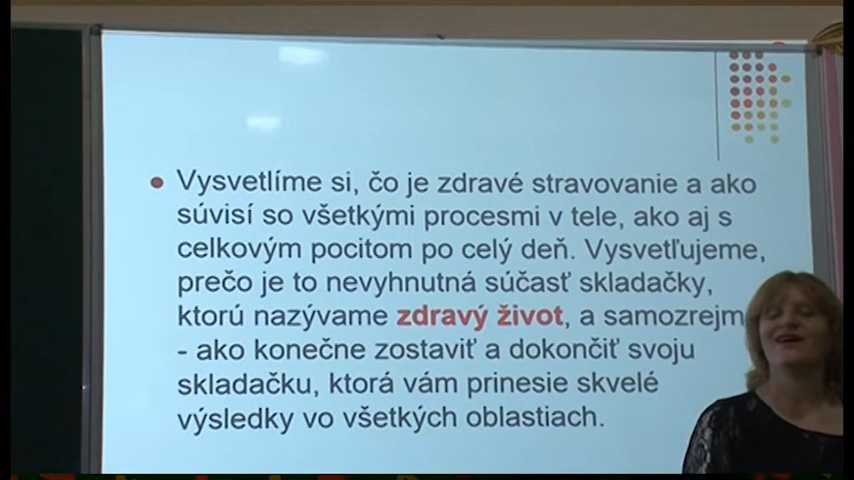 Vysvetlíme si, čo je zdravé stravovanie a ako
súvisí so všetkými procesmi v tele, ako aj s
celkovým pocitom po celý deň. Vysvetľujeme,
prečo je to nevyhnutná súčasť skladačky,
ktorú nazývame zdravý život, a samozrejm
- ako konečne zostaviť a dokončiť svoju
skladačku, ktorá vám prinesie skvelé
výsledky vo všetkých oblastiach.